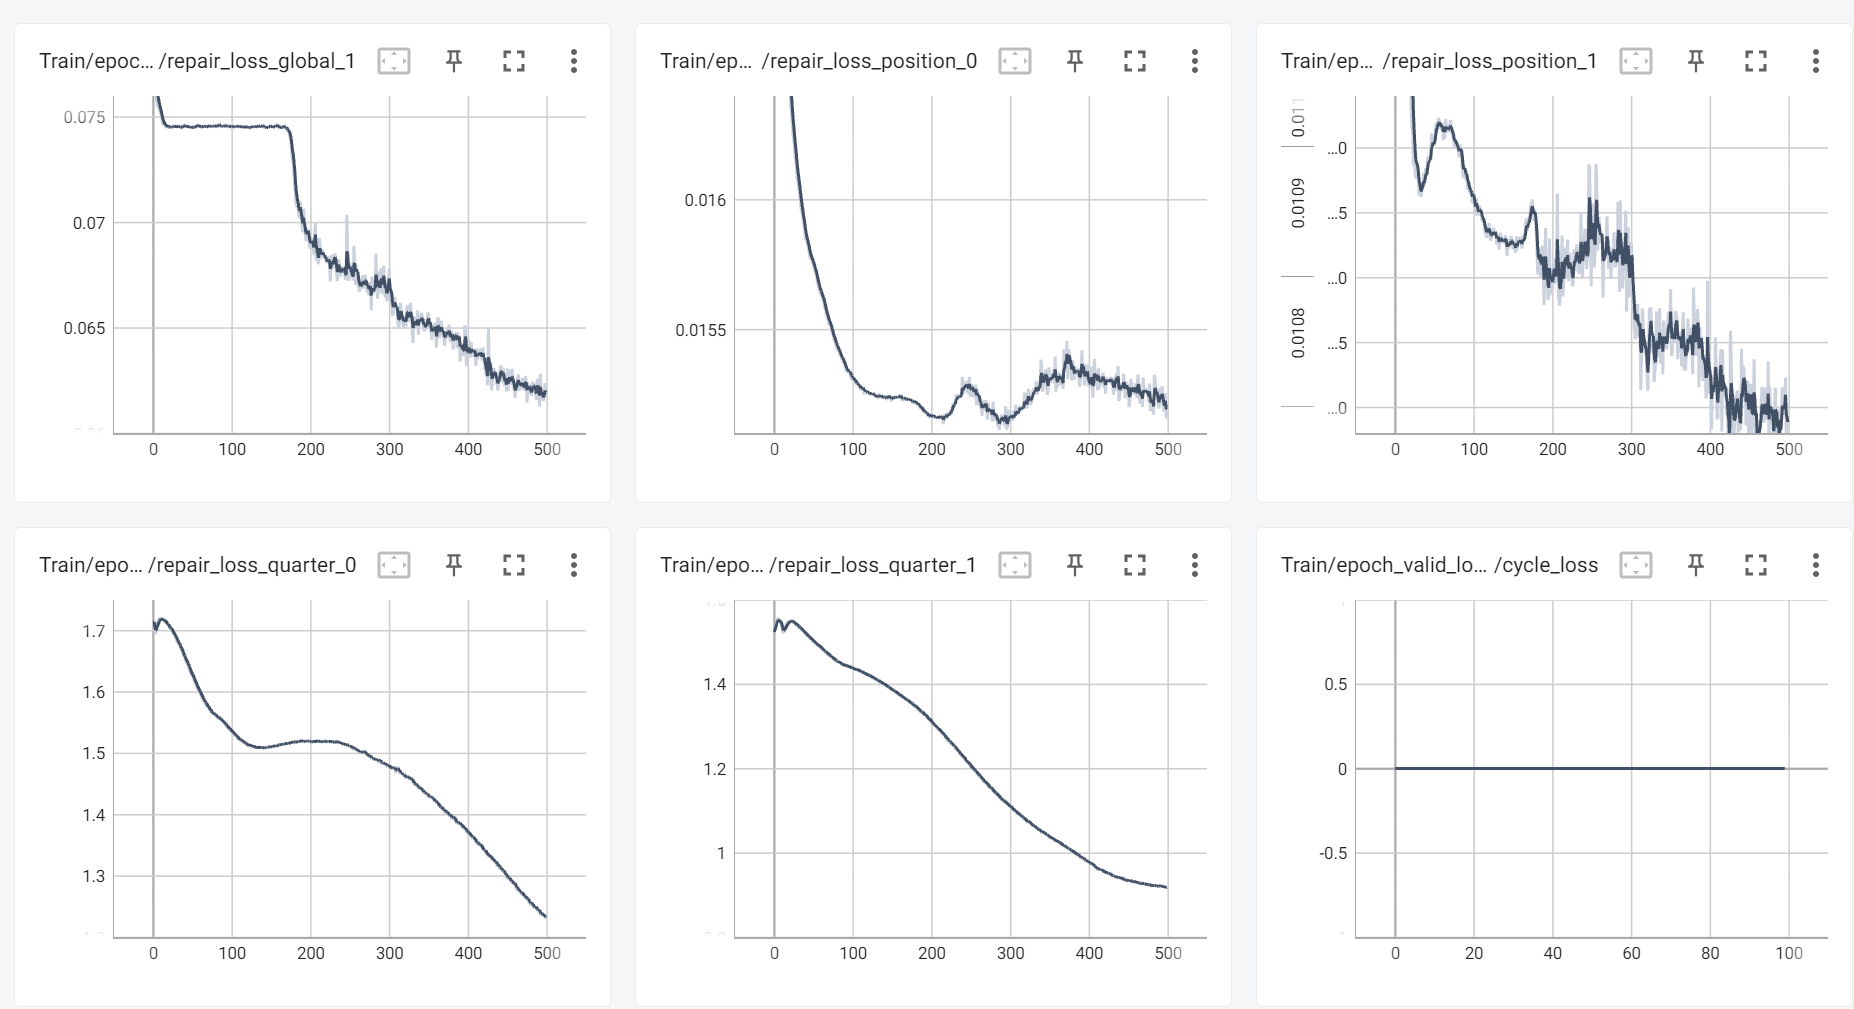 Train/epoc... /repair_loss_global_1
0.075
0.07
0.065
0 100 200 300 400 500
Train/ep... /repair_loss_position_0
0.016
0.0155
0 100 200 300 400 500
Train/ep... /repair_loss_position_1
0.011
0.0109
0.0108
...0
...5
...0
...5
...0
0 100 200 300 400 500
Train/epo... /repair_loss_quarter_0
1.7
1.6
1.5
1.4
1.3
0 100 200 300 400 500
Train/epo... /repair_loss_quarter_1
1.4
1.2
1
0 100 200 300 400 500
Train/epoch_valid_lo... /cycle_loss
0.5
0
-0.5
0 20 40 60 80 100